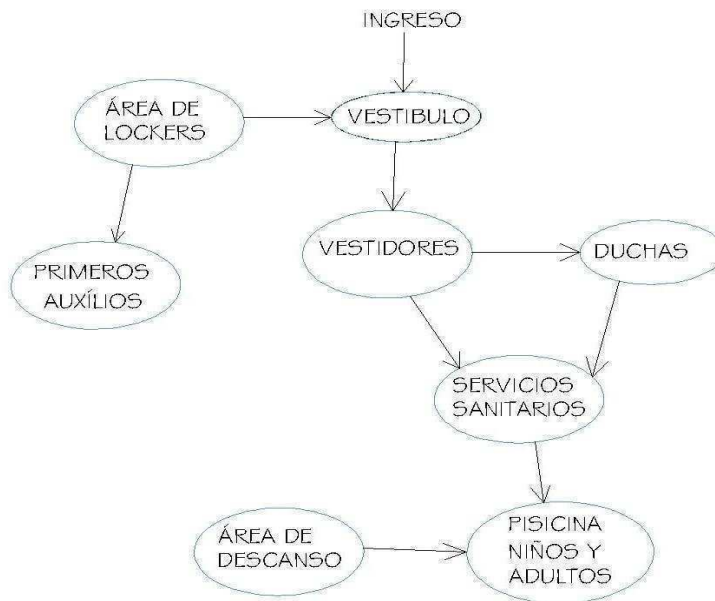 INGRESO
ÁREA DE
LOCKERS
VESTIBULO
VESTIDORES
DUCHAS
PRIMEROS
AUXÍLIOS
SERVICIOS
SANITARIOS
ÁREA DE
DESCANSO
PISICINA
NIÑOS Y
ADULTOS